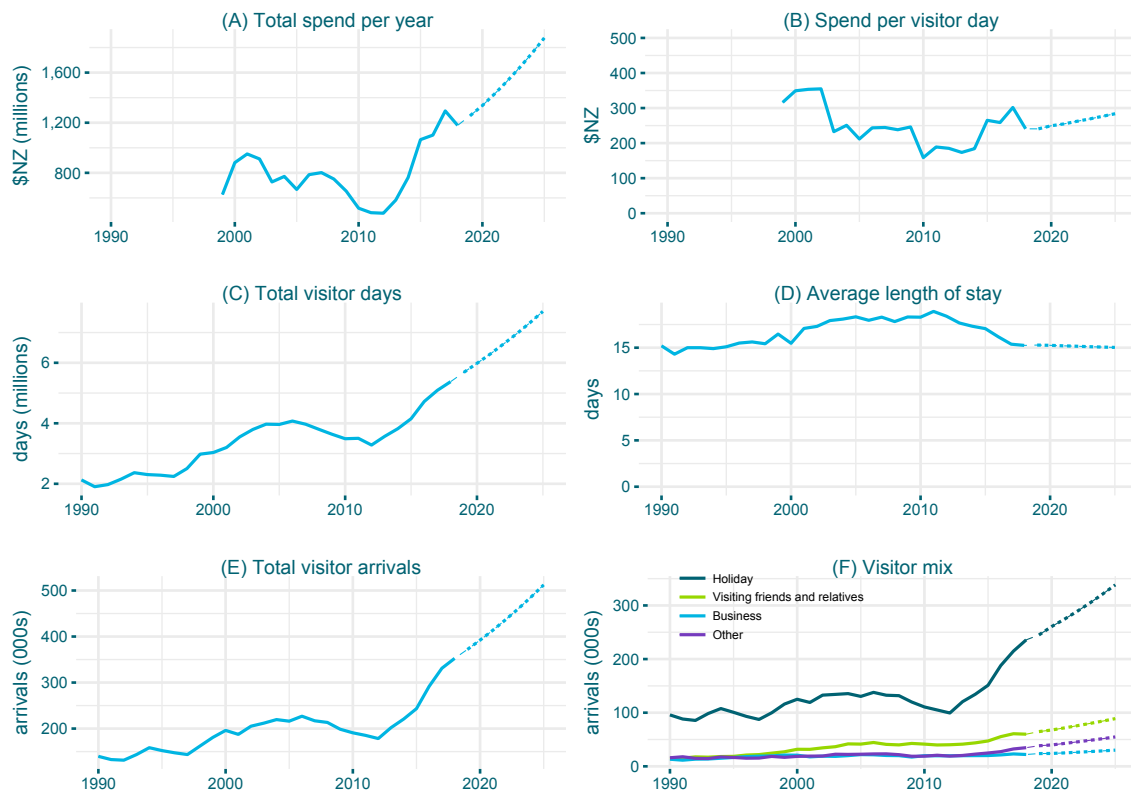 (A) Total spend per year
$NZ (millions)
1,600
1,200
800
1990 2000 2010 2020
(B) Spend per visitor day
$NZ
500
400
300
200
100
0
1990 2000 2010 2020
(C) Total visitor days
days (millions)
6
4
2
1990 2000 2010 2020
(D) Average length of stay
days
15
10
5
0
1990 2000 2010 2020
(E) Total visitor arrivals
arrivals (000s)
500
400
300
200
1990 2000 2010 2020
(F) Visitor mix
Holiday
Visiting friends and relatives
Business
Other
arrivals (000s)
300
200
100
0
1990 2000 2010 2020